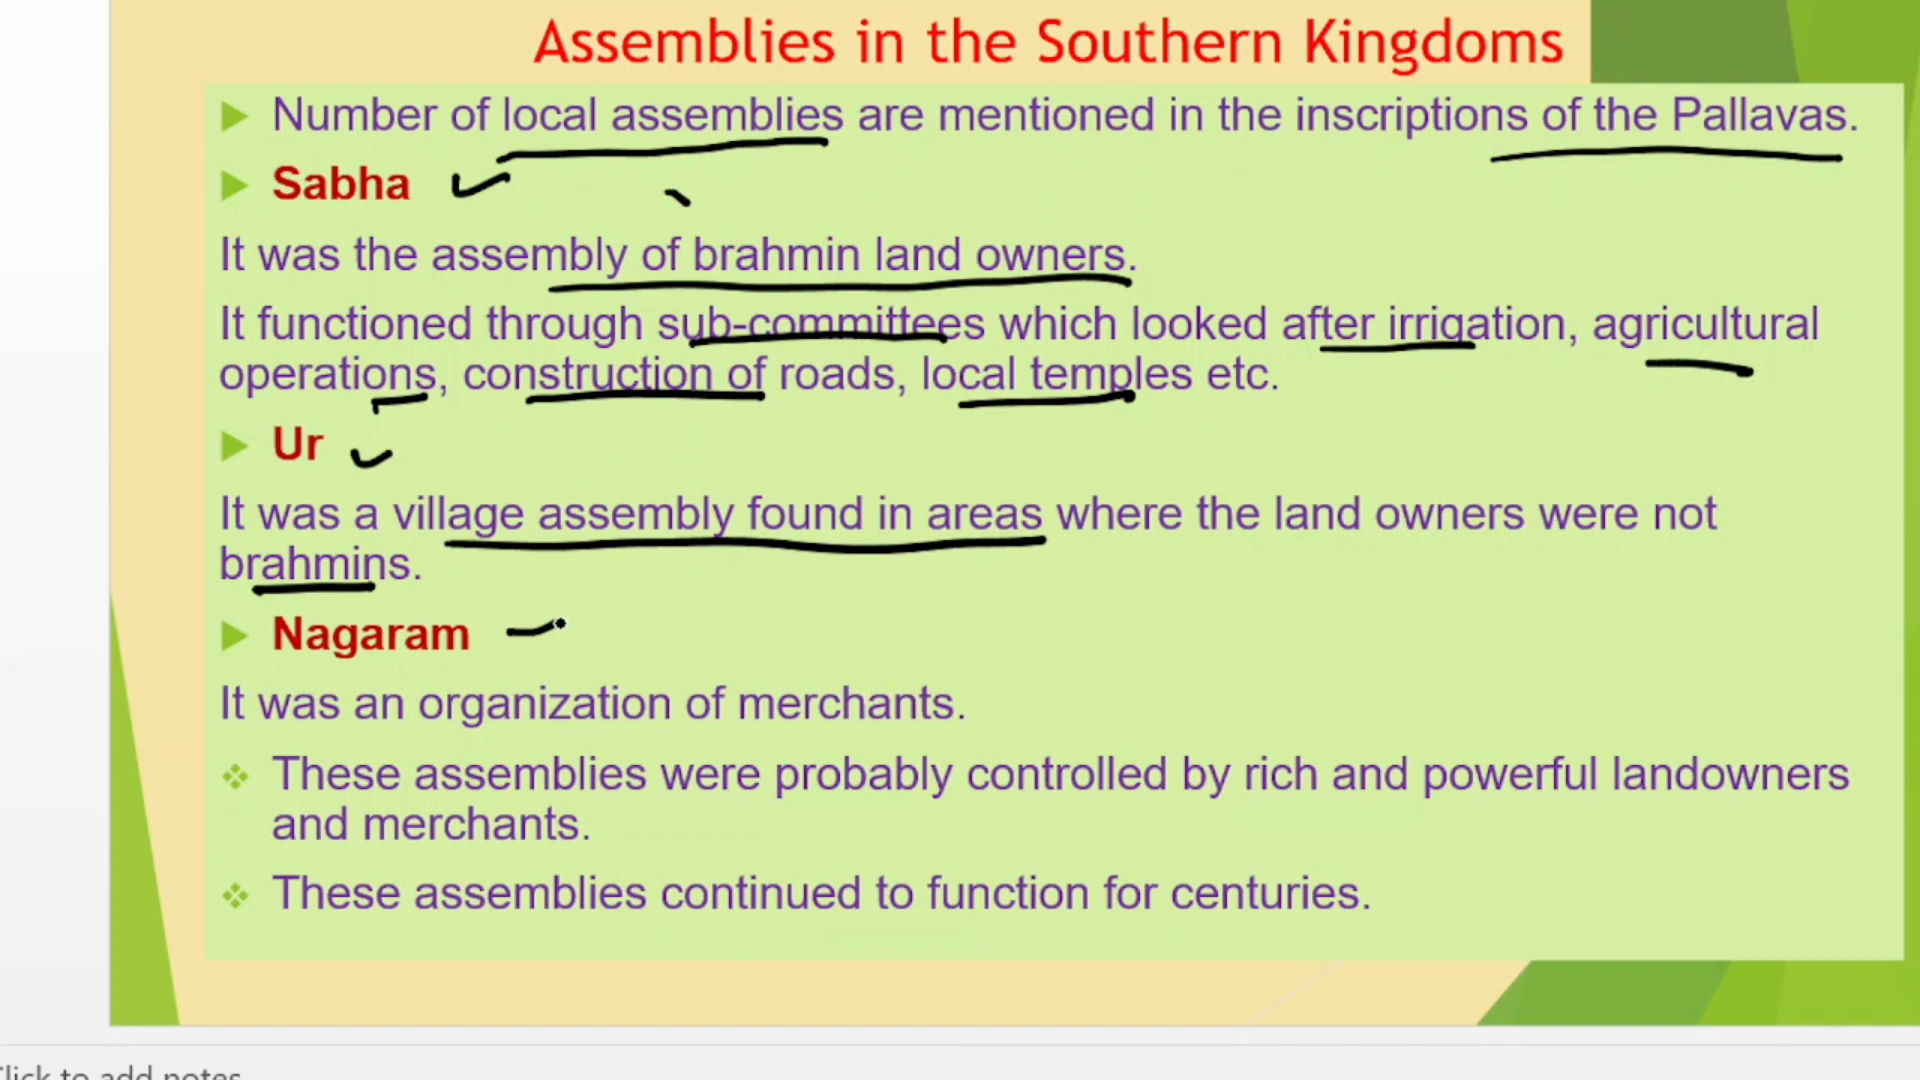 Assemblies in the Southern Kingdoms
Number of local assemblies are mentioned in the inscriptions of the Pallavas.
Sabha
It was the assembly of brahmin land owners.
It functioned through sub-committees which looked after irrigation, agricultural
operations, construction of roads, local temples etc.
Ur
It was a village assembly found in areas where the land owners were not
brahmins.
Nagaram
It was an organization of merchants.
These assemblies were probably controlled by rich and powerful landowners
and merchants.
These assemblies continued to function for centuries.
Click to add notes